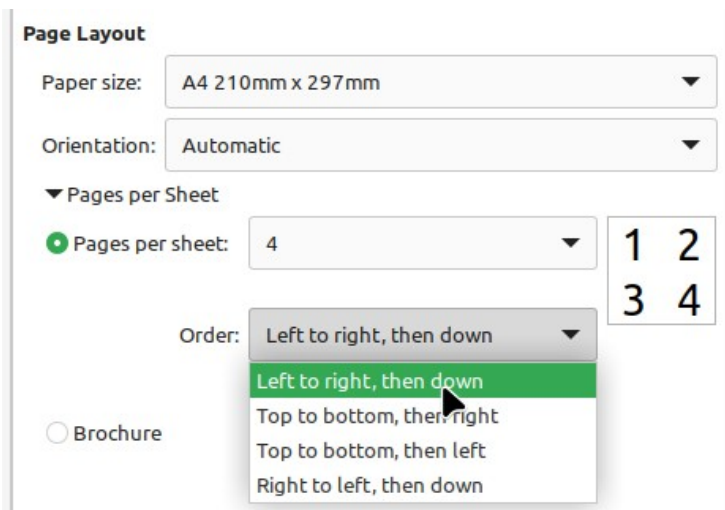 Page Layout
Paper size: A4 210mm x 297mm
Orientation: Automatic
Pages per Sheet
Pages per sheet: 4
1 2
3 4
Order: Left to right, then down
Left to right, then down
Top to bottom, then right
Top to bottom, then left
Right to left, then down
Brochure